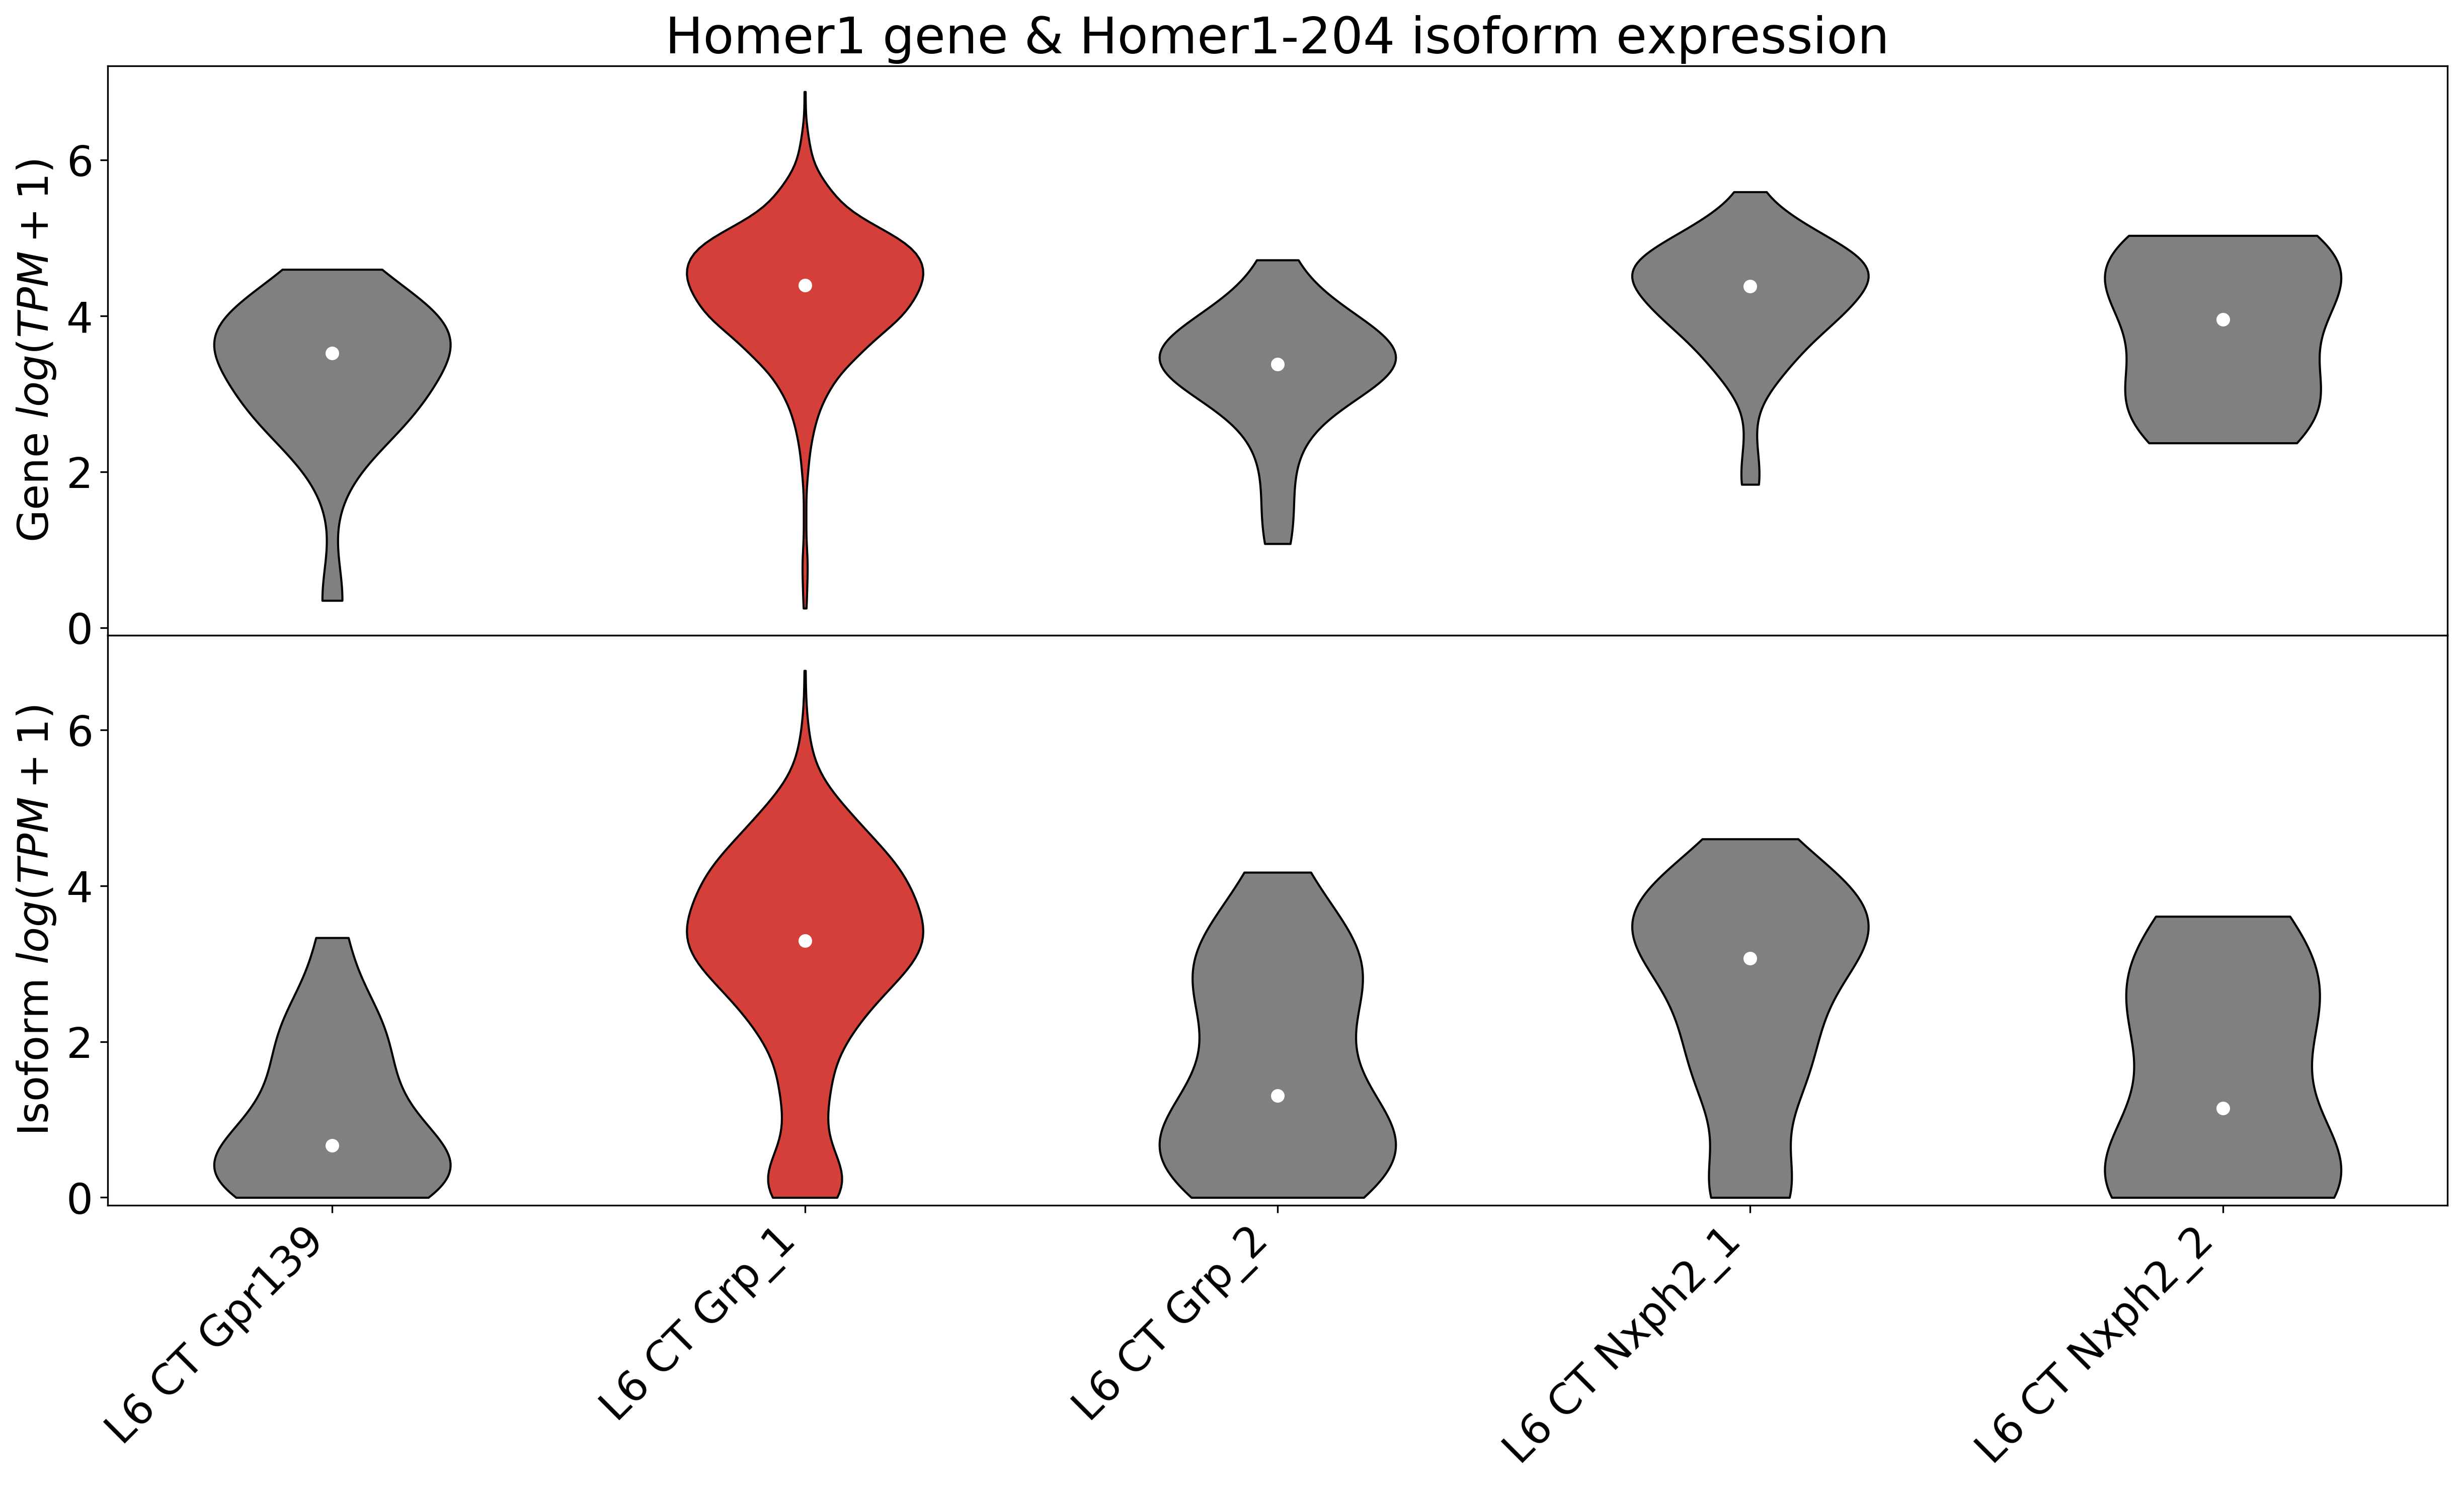 Homer1 gene & Homer1-204 isoform expression
Gene log(TPM + 1)
6
4
2
0
Isoform log(TPM + 1)
6
4
2
0
L6 CT Gpr139
L6 CT Grp_1
L6 CT Grp_2
L6 CT Nxph2_1
L6 CT Nxph2_2